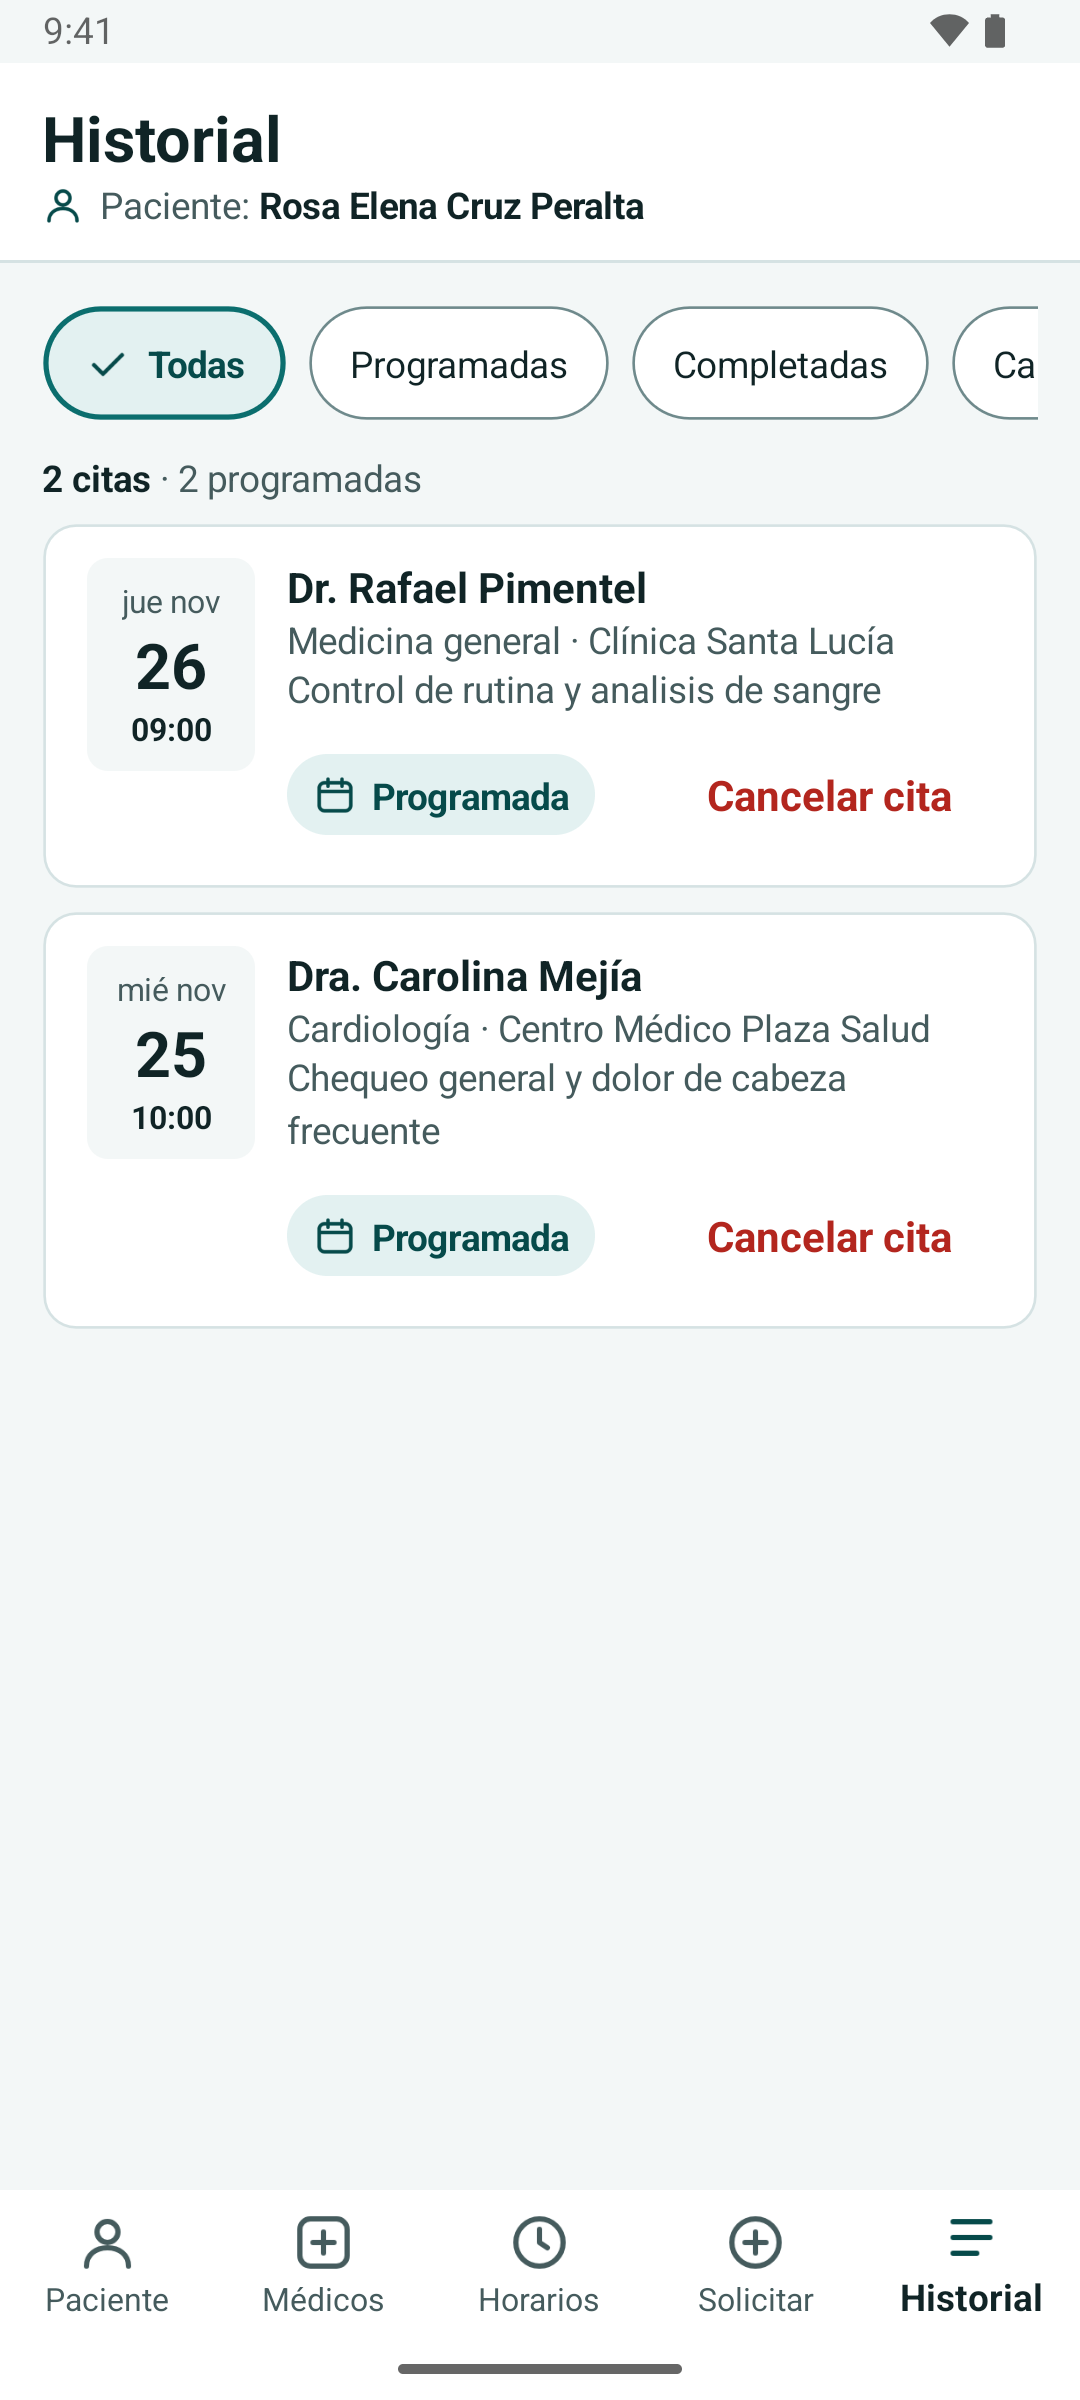 9:41
Historial
Paciente: Rosa Elena Cruz Peralta
Todas
Programadas
Completadas
Ca
2 citas · 2 programadas
jue nov
26
09:00
Dr. Rafael Pimentel
Medicina general · Clínica Santa Lucía
Control de rutina y analisis de sangre
Programada
Cancelar cita
mié nov
25
10:00
Dra. Carolina Mejía
Cardiología · Centro Médico Plaza Salud
Chequeo general y dolor de cabeza
frecuente
Programada
Cancelar cita
Paciente
Médicos
Horarios
Solicitar
Historial